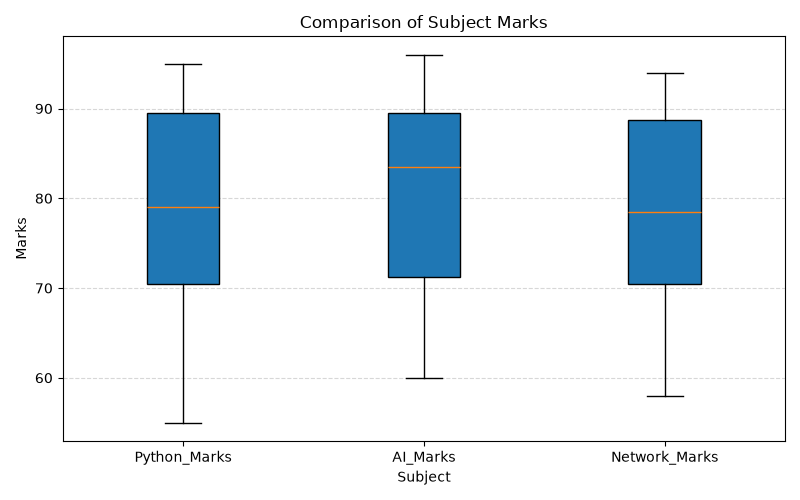 Comparison of Subject Marks
Marks
90
80
70
60
Python_Marks
AI_Marks
Network_Marks
Subject